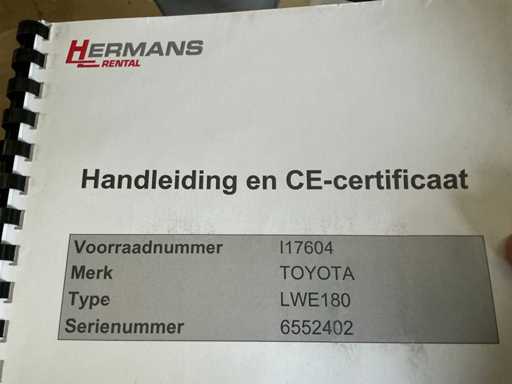 HERMANS
RENTAL
Handleiding en CE-certificaat
Voorraadnummer I17604
Merk TOYOTA
Type LWE180
Serienummer 6552402